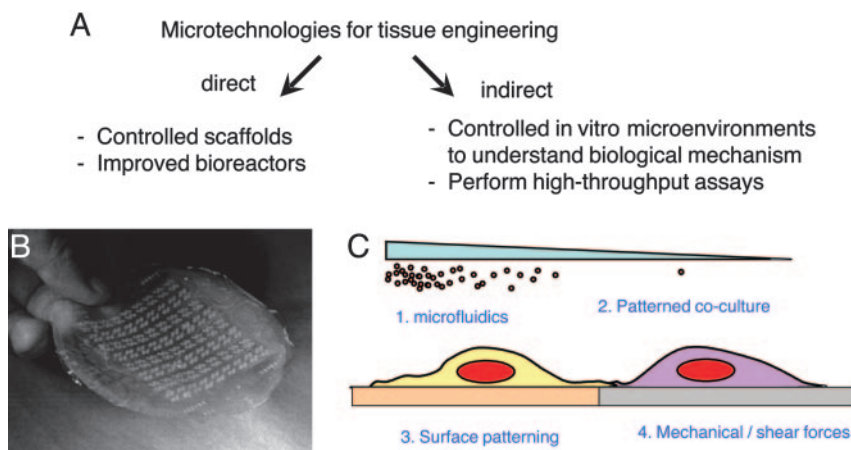 A
Microtechnologies for tissue engineering
direct
indirect
- Controlled scaffolds
- Improved bioreactors
- Controlled in vitro microenvironments
to understand biological mechanism
- Perform high-throughput assays
B
C
1. microfluidics
2. Patterned co-culture
3. Surface patterning
4. Mechanical / shear forces